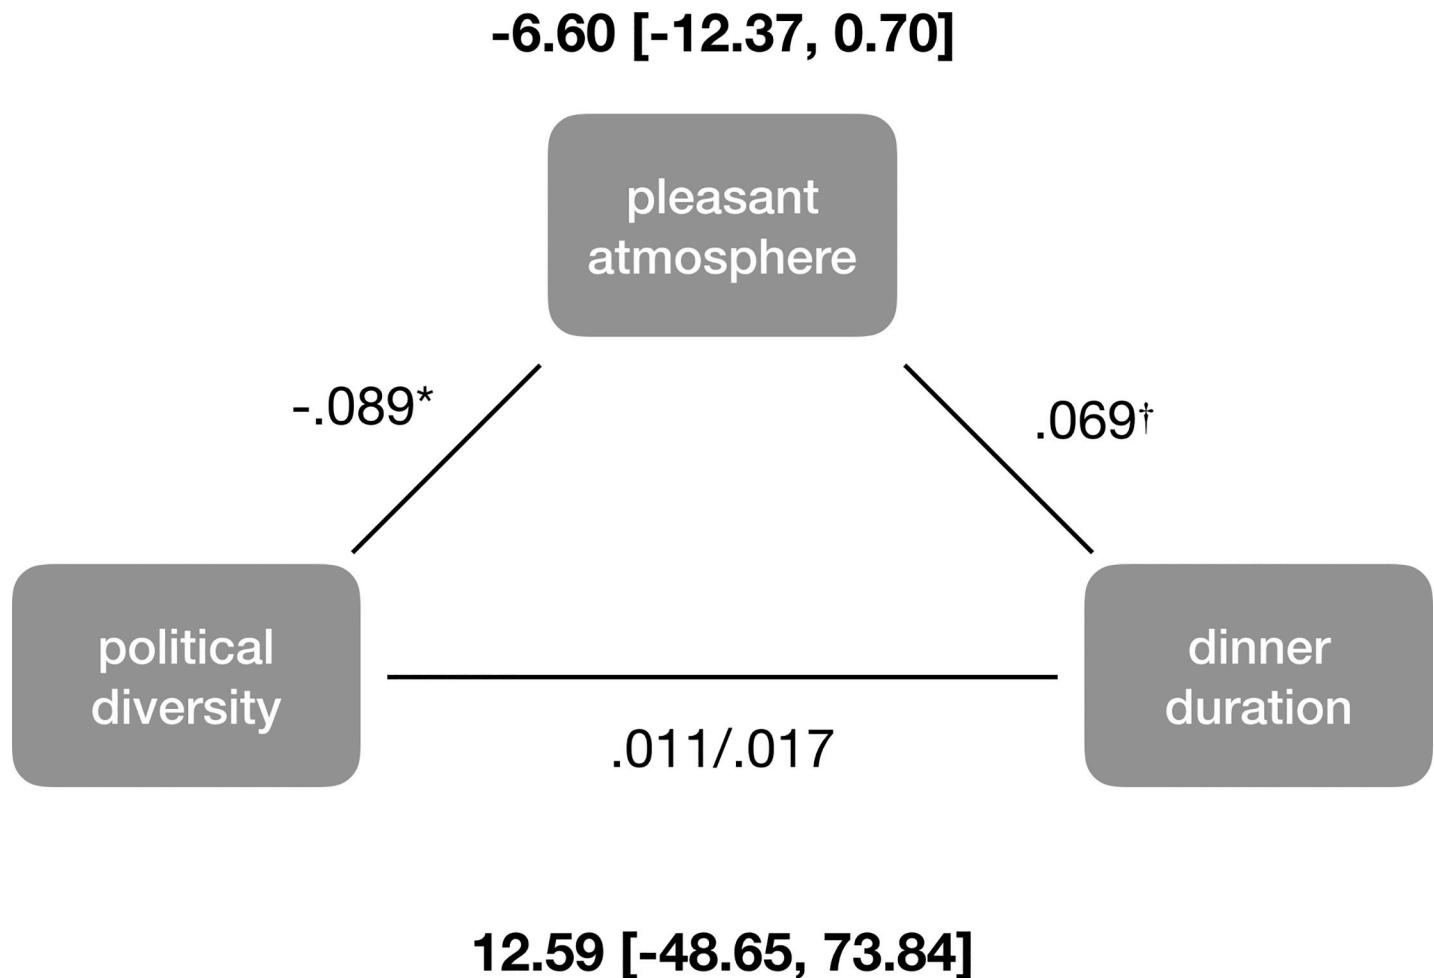 -6.60 [-12.37, 0.70]
pleasant
atmosphere
-.089*
.069†
political
diversity
dinner
duration
.011/.017
12.59 [-48.65, 73.84]